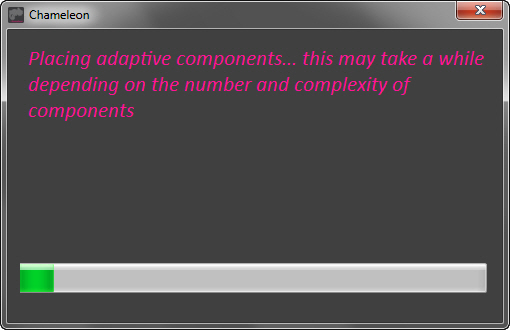 Chameleon
Placing adaptive components... this may take a while
depending on the number and complexity of
components